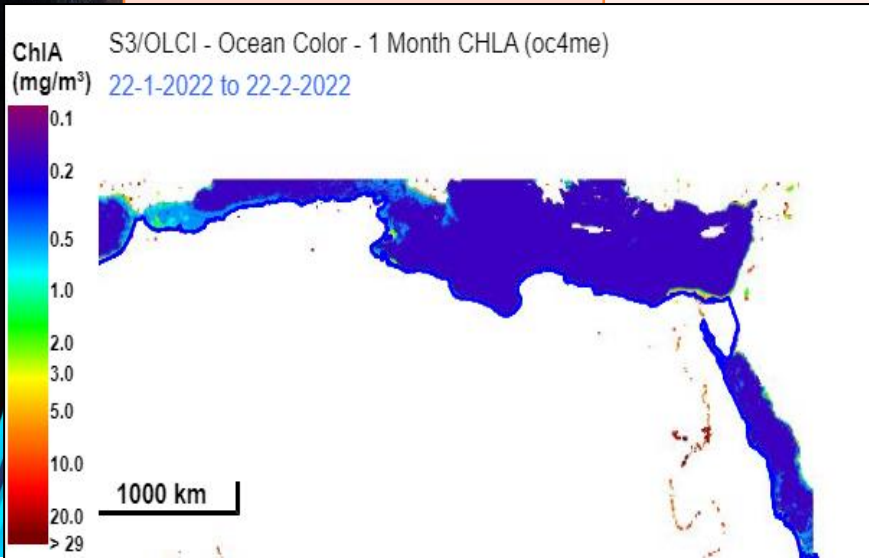 S3/OLCI - Ocean Color - 1 Month CHLA (oc4me)
22-1-2022 to 22-2-2022
ChlA
(mg/m³)
0.1
0.2
0.5
1.0
2.0
3.0
5.0
10.0
20.0
> 29
1000 km